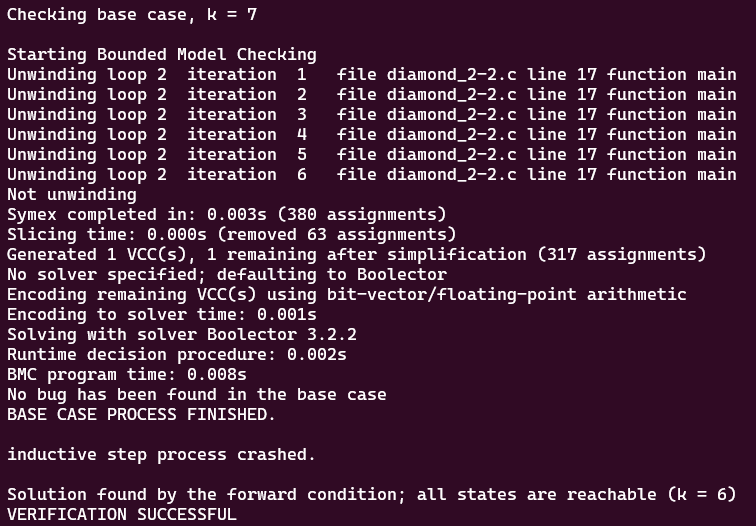 Checking base case, k = 7
Starting Bounded Model Checking
Unwinding loop 2  iteration  1   file diamond_2-2.c line 17 function main
Unwinding loop 2  iteration  2   file diamond_2-2.c line 17 function main
Unwinding loop 2  iteration  3   file diamond_2-2.c line 17 function main
Unwinding loop 2  iteration  4   file diamond_2-2.c line 17 function main
Unwinding loop 2  iteration  5   file diamond_2-2.c line 17 function main
Unwinding loop 2  iteration  6   file diamond_2-2.c line 17 function main
Not unwinding
Symex completed in: 0.003s (380 assignments)
Slicing time: 0.000s (removed 63 assignments)
Generated 1 VCC(s), 1 remaining after simplification (317 assignments)
No solver specified; defaulting to Boolector
Encoding remaining VCC(s) using bit-vector/floating-point arithmetic
Encoding to solver time: 0.001s
Solving with solver Boolector 3.2.2
Runtime decision procedure: 0.002s
BMC program time: 0.008s
No bug has been found in the base case
BASE CASE PROCESS FINISHED.
inductive step process crashed.
Solution found by the forward condition; all states are reachable (k = 6)
VERIFICATION SUCCESSFUL